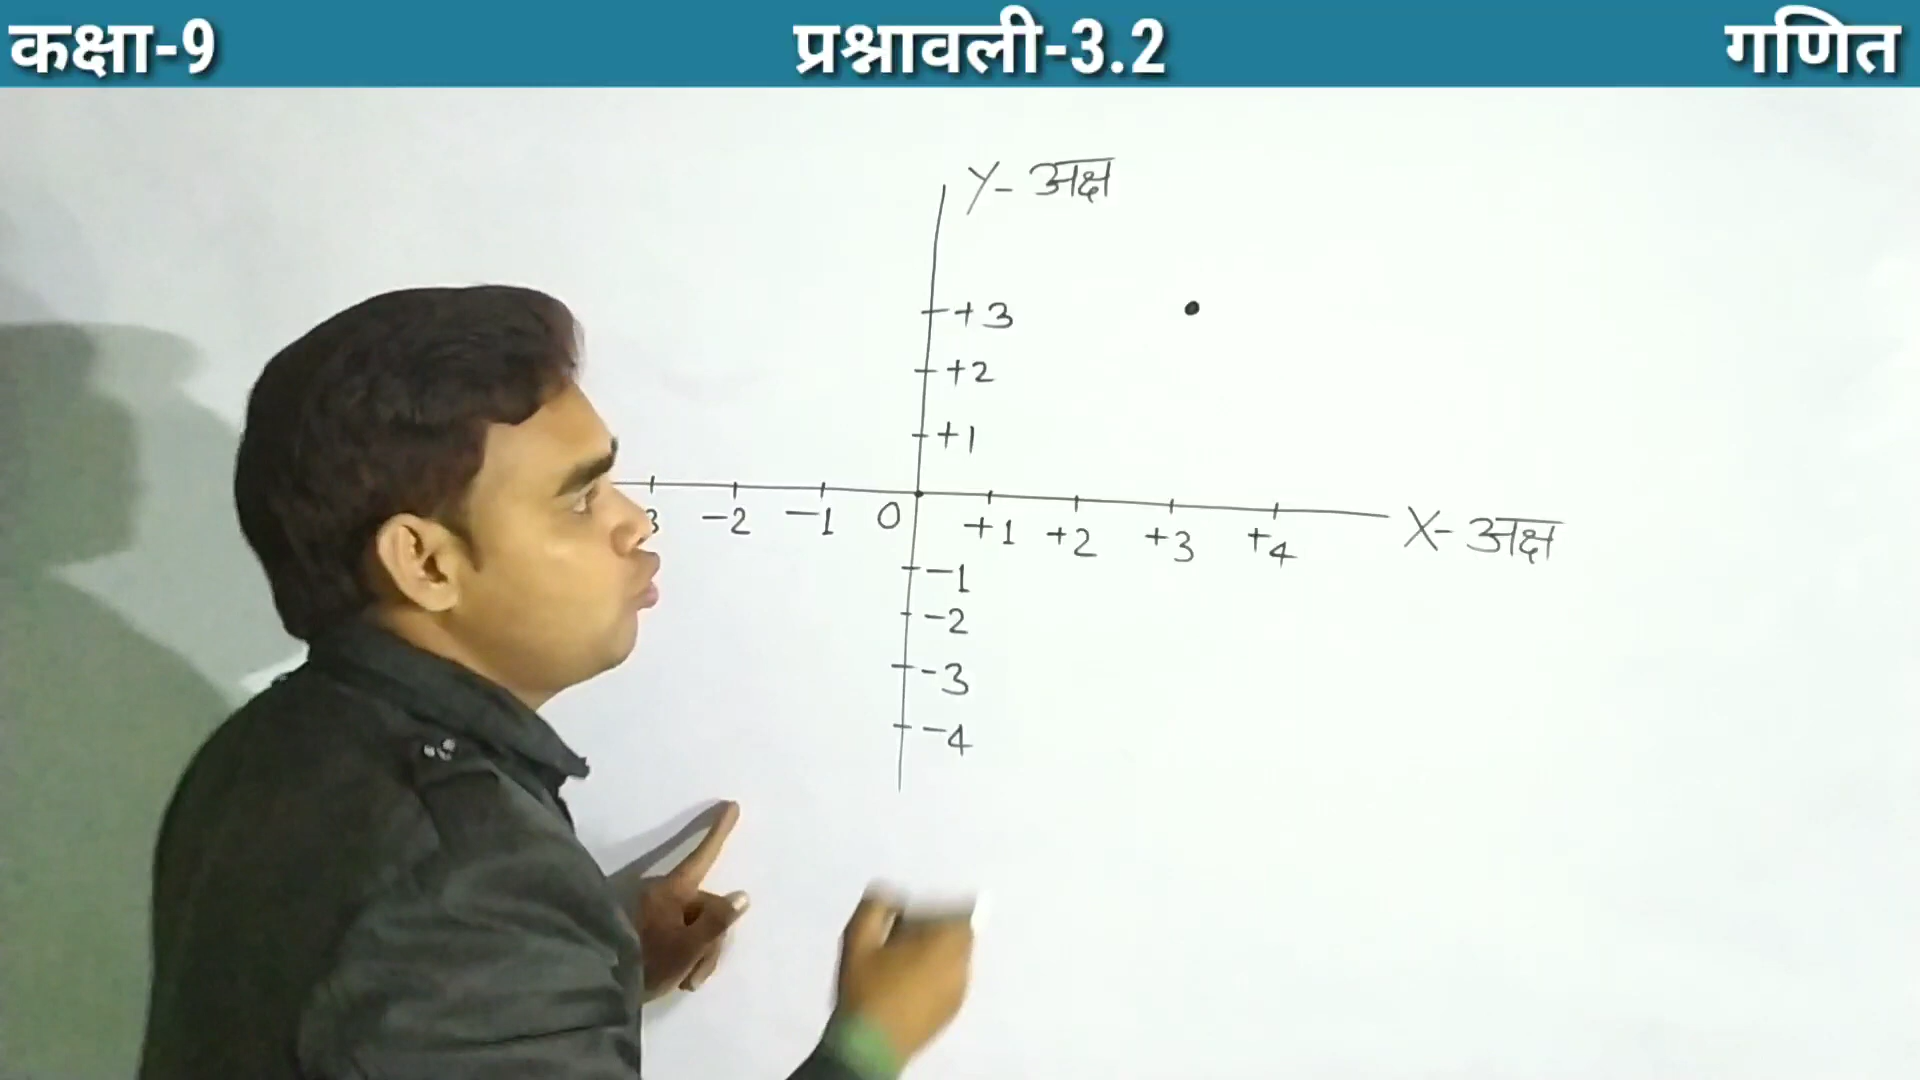 कक्षा-9 प्रश्नावली-3.2 गणित
Y- अक्ष
+3
+2
+1
3 -2 -1 0 +1 +2 +3 +4 X- अक्ष
-1
-2
-3
-4